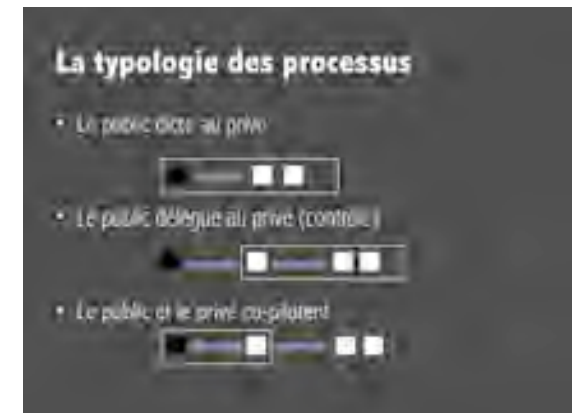 La typologie des processus
• Le public dicte au privé
• Le public délègue au privé (contrôle)
• Le public et le privé co-pilotent